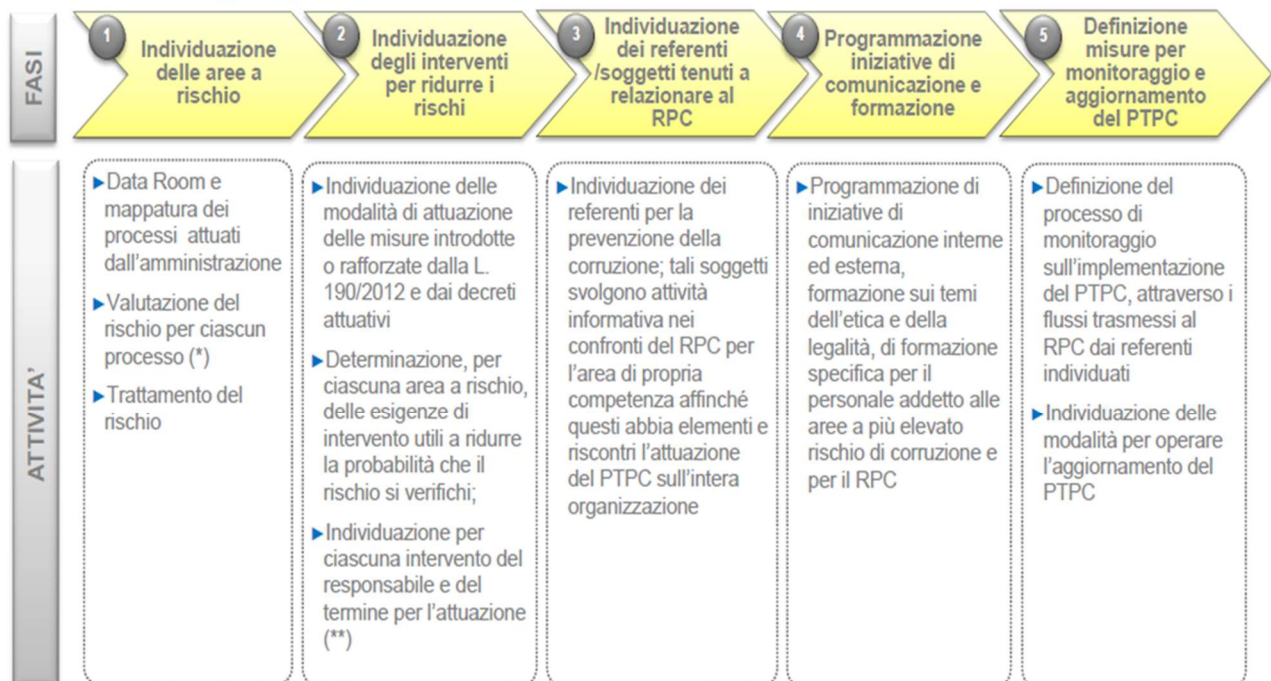 FASI
1
Individuazione
delle aree a
rischio
2
Individuazione
degli interventi
per ridurre i
rischi
3
Individuazione
dei referenti
/soggetti tenuti a
relazionare al
RPC
4
Programmazione
iniziative di
comunicazione e
formazione
5
Definizione
misure per
monitoraggio e
aggiornamento
del PTPC
ATTIVITA'
►Data Room e
mappatura dei
processi attuati
dall'amministrazione
►Valutazione del
rischio per ciascun
processo (*)
►Trattamento del
rischio
►Individuazione delle
modalità di attuazione
delle misure introdotte
o rafforzate dalla L.
190/2012 e dai decreti
attuativi
►Determinazione, per
ciascuna area a rischio,
delle esigenze di
intervento utili a ridurre
la probabilità che il
rischio si verifichi;
►Individuazione per
ciascuna intervento del
responsabile e del
termine per l'attuazione
(**)
►Individuazione dei
referenti per la
prevenzione della
corruzione; tali soggetti
svolgono attività
informativa nei
confronti del RPC per
l'area di propria
competenza affinché
questi abbia elementi e
riscontri l'attuazione
del PTPC sull'intera
organizzazione
►Programmazione di
iniziative di
comunicazione interne
ed esterna,
formazione sui temi
dell'etica e della
legalità, di formazione
specifica per il
personale addetto alle
aree a più elevato
rischio di corruzione e
per il RPC
►Definizione del
processo di
monitoraggio
sull'implementazione
del PTPC, attraverso i
flussi trasmessi al
RPC dai referenti
individuati
►Individuazione delle
modalità per operare
l'aggiornamento del
PTPC